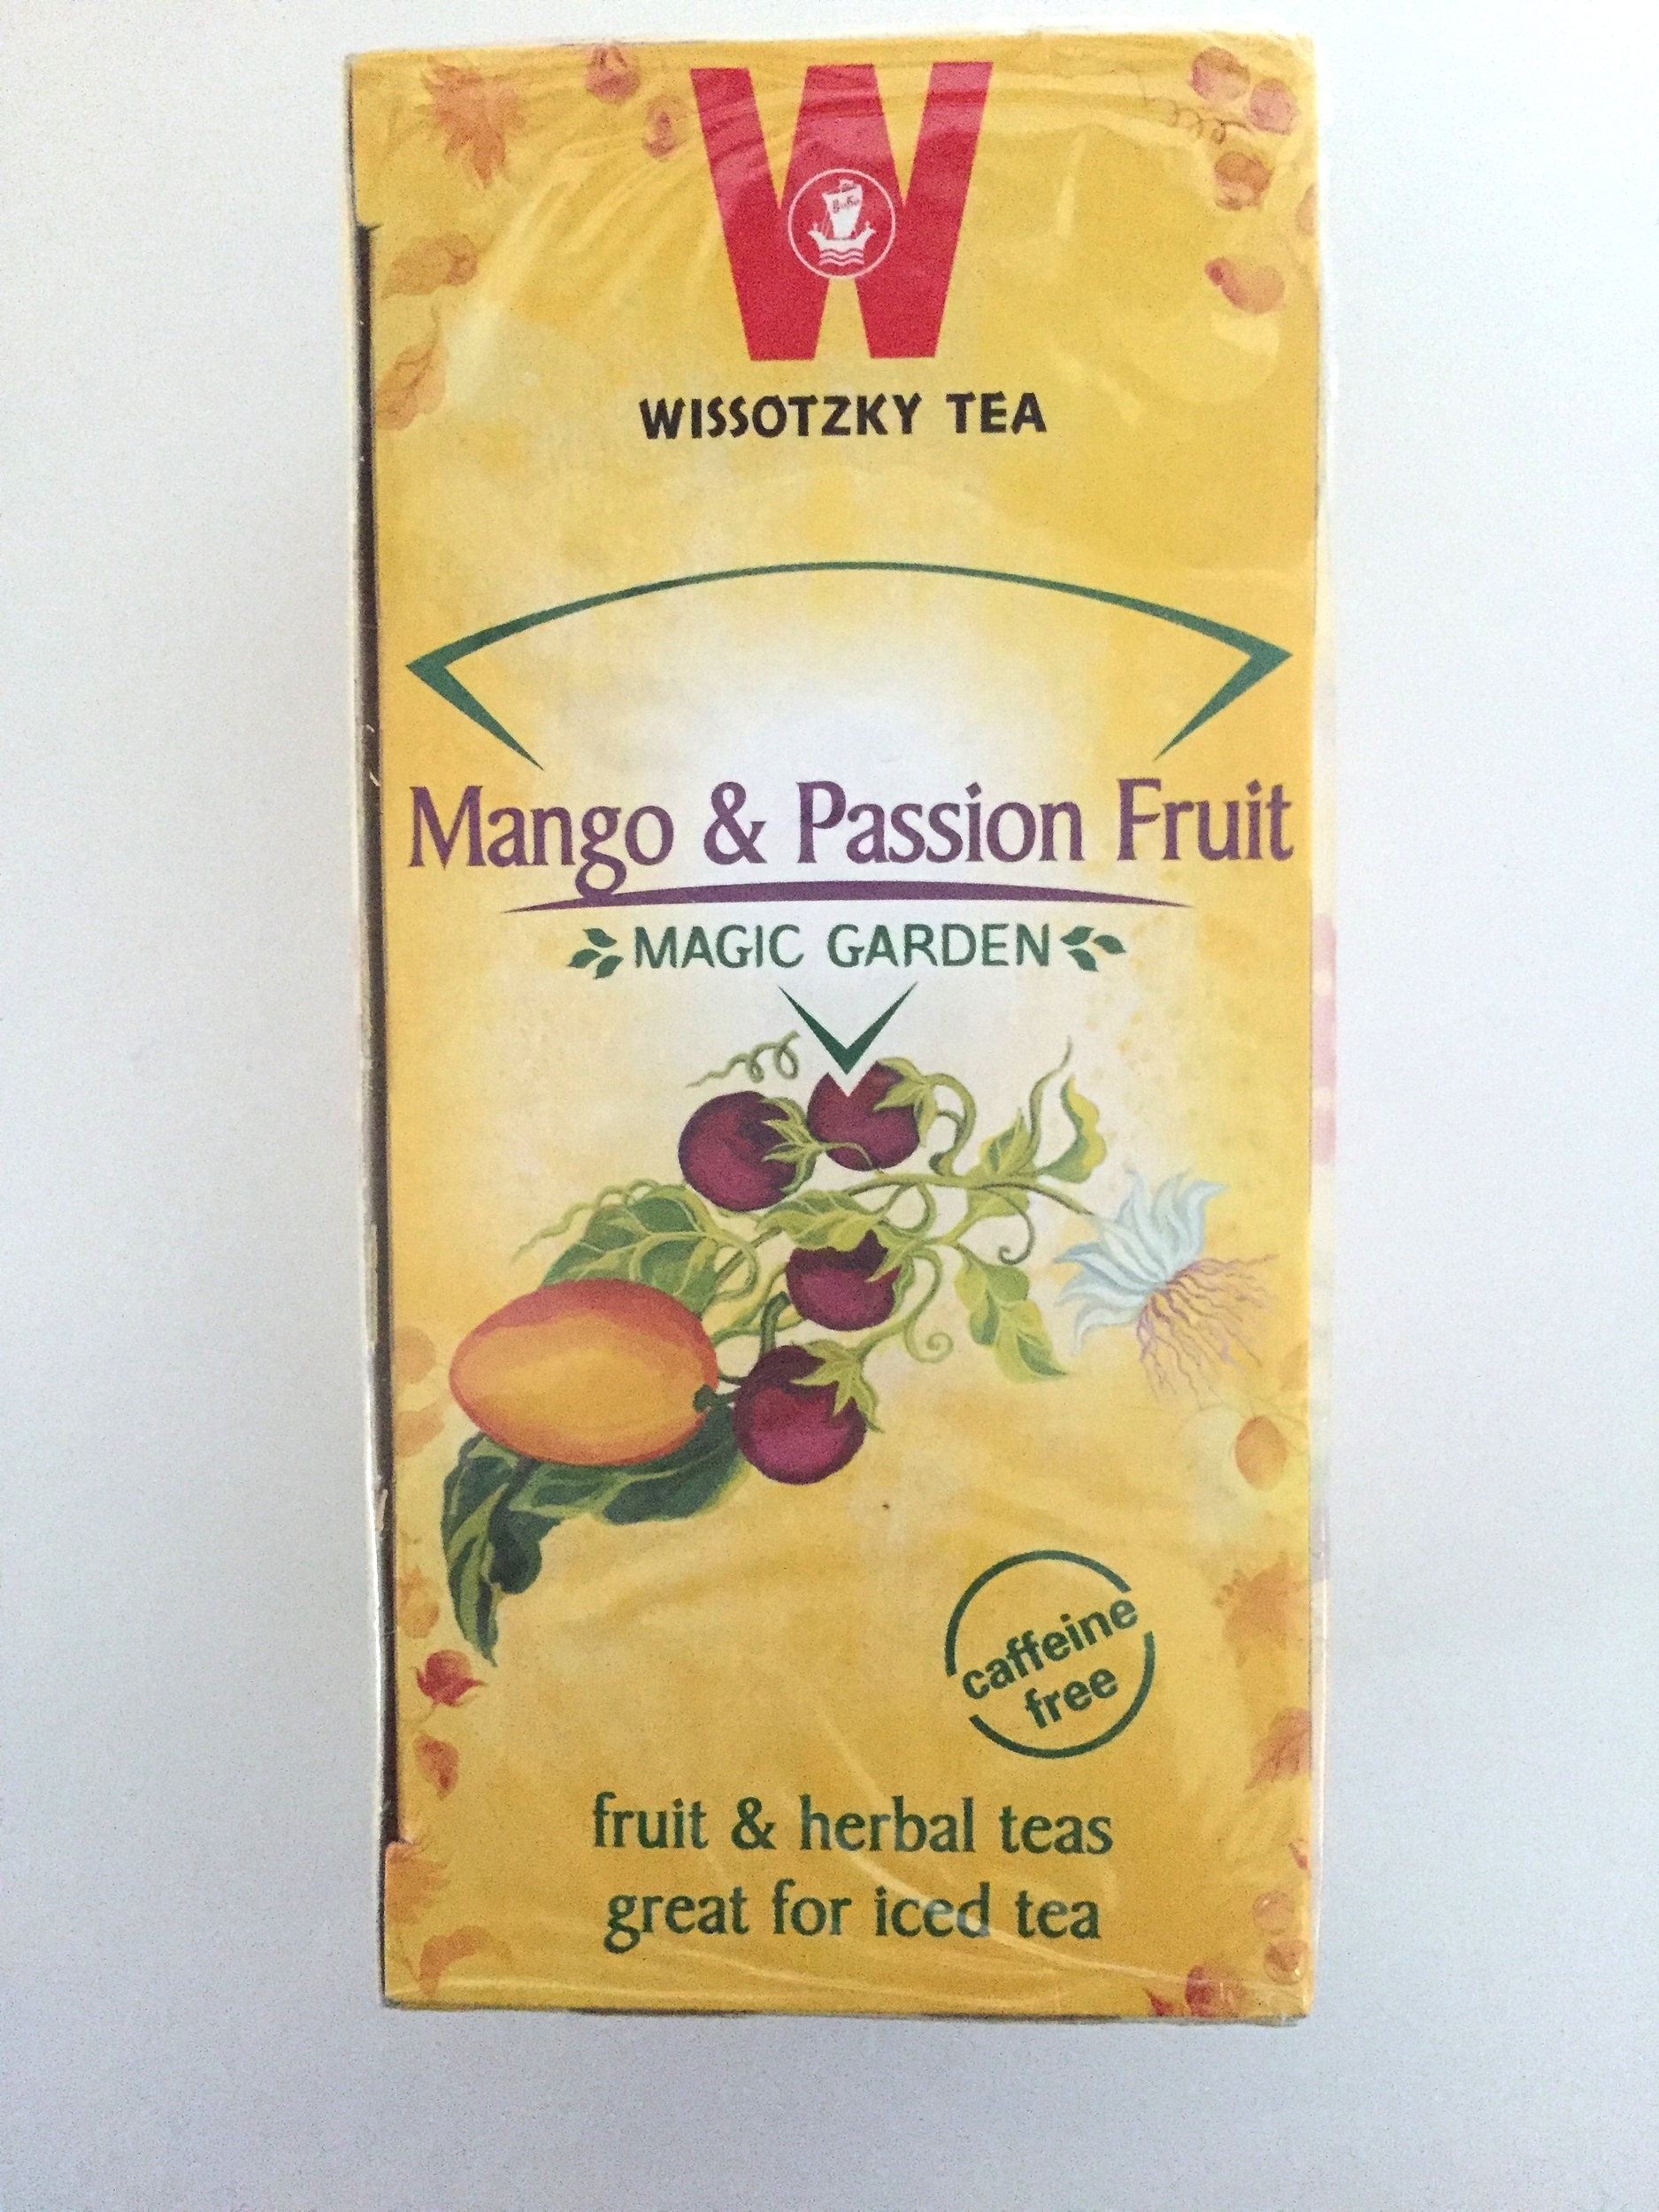 W
WISSOTZKY TEA
Mango & Passion Fruit
MAGIC GARDEN
caffeine
free
fruit & herbal teas
great for iced tea